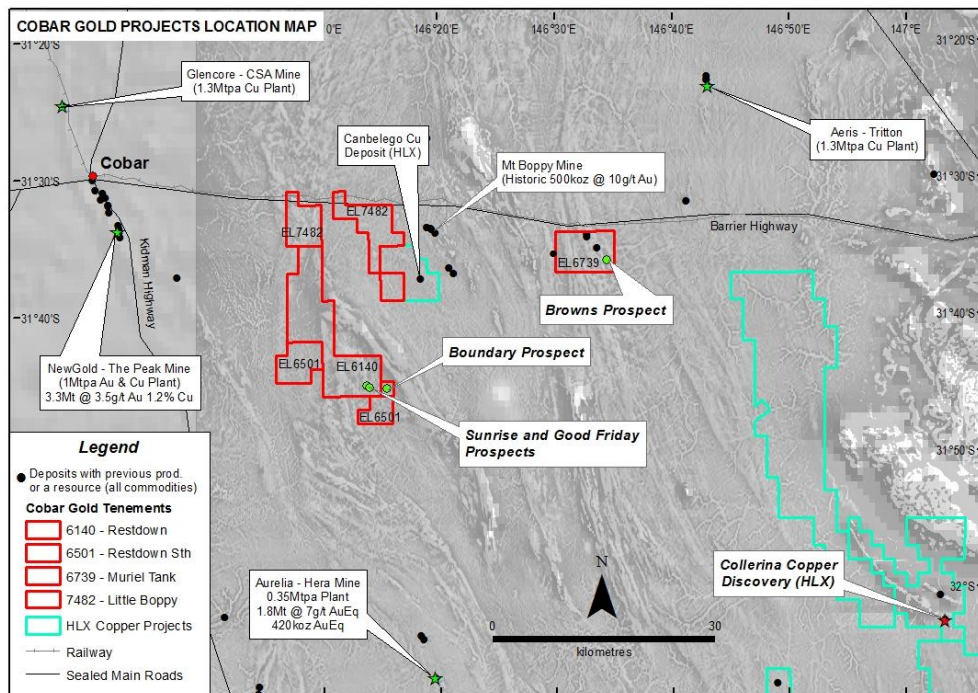 COBAR GOLD PROJECTS LOCATION MAP
0'E
146°20'E
146°30'E
146°40'E
146°50'E
147°E
31°20'S
31°20'S
Glencore - CSA Mine
(1.3Mtpa Cu Plant)
Canbelego Cu
Deposit (HLX)
Aeris - Tritton
(1.3Mtpa Cu Plant)
Cobar
Mt Boppy Mine
(Historic 500koz @ 10g/t Au)
31°30'S
31°30'S
EL7482
EL7482
Barrier Highway
Kidman Highway
EL6739
Browns Prospect
31°40'S
31°40'S
NewGold - The Peak Mine
(1Mtpa Au & Cu Plant)
3.3Mt @ 3.5g/t Au 1.2% Cu
EL6501
EL6140
Boundary Prospect
EL6501
Sunrise and Good Friday
Prospects
31°50'S
Legend
Deposits with previous prod.
or a resource (all commodities)
Cobar Gold Tenements
6140 - Restdown
6501 - Restdown Sth
6739 - Muriel Tank
7482 - Little Boppy
HLX Copper Projects
Railway
Sealed Main Roads
Aurelia - Hera Mine
0.35Mtpa Plant
1.8Mt @ 7g/t AuEq
420koz AuEq
N
0
30
kilometres
Collerina Copper
Discovery (HLX)
32°S